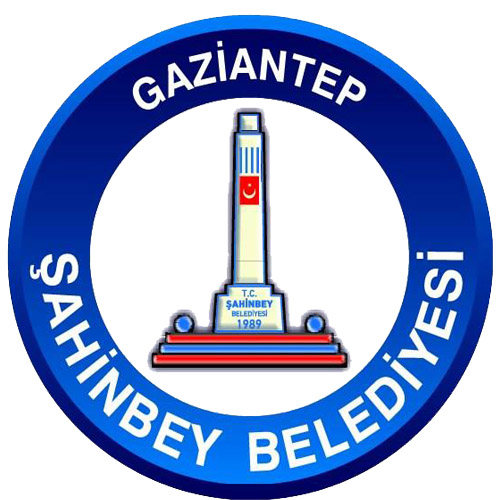 GAZİANTEP
ŞAHİNBEY BELEDİYESİ
T.C.
ŞAHİNBEY
BELEDİYESİ
1989